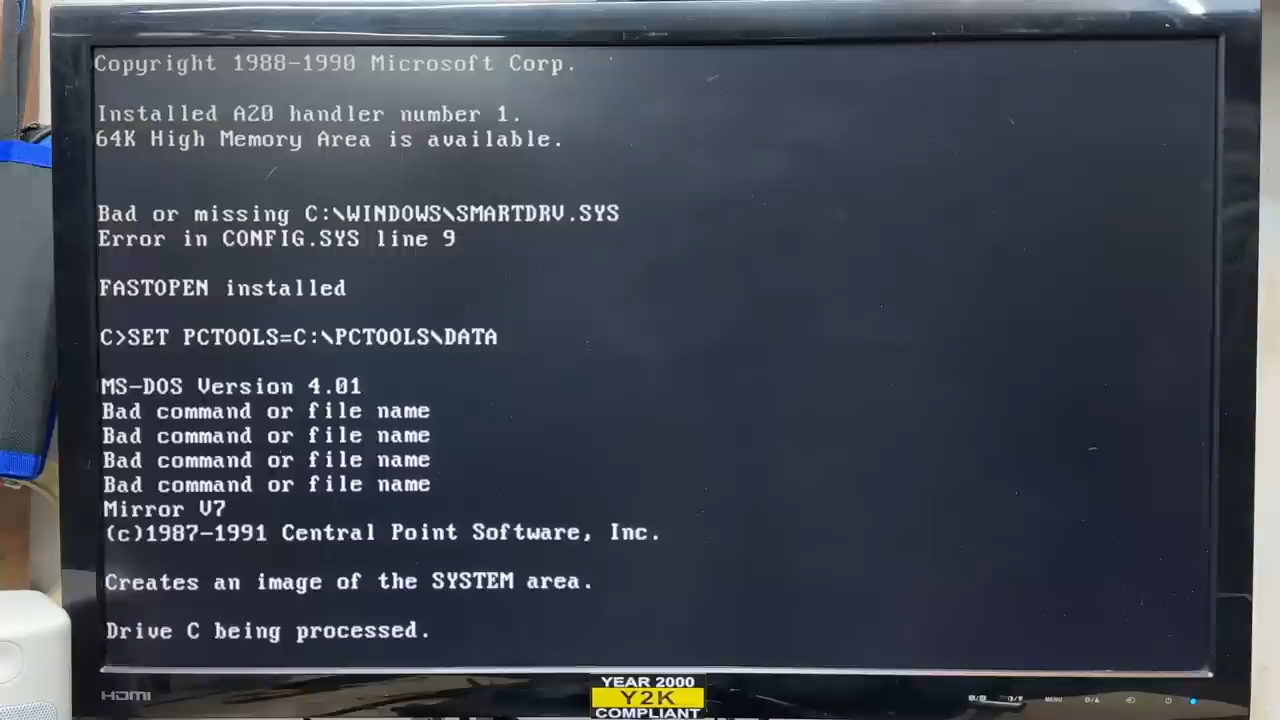 Copyright 1988-1990 Microsoft Corp.
Installed A20 handler number 1.
64K High Memory Area is available.
Bad or missing C:\WINDOWS\SMARTDRV.SYS
Error in CONFIG.SYS line 9
FASTOPEN installed
C>SET PCTOOLS=C:\PCTOOLS\DATA
MS-DOS Version 4.01
Bad command or file name
Bad command or file name
Bad command or file name
Bad command or file name
Mirror V7
(c)1987-1991 Central Point Software, Inc.
Creates an image of the SYSTEM area.
Drive C being processed.
HDMI
YEAR 2000
Y2K
COMPLIANT
MENU